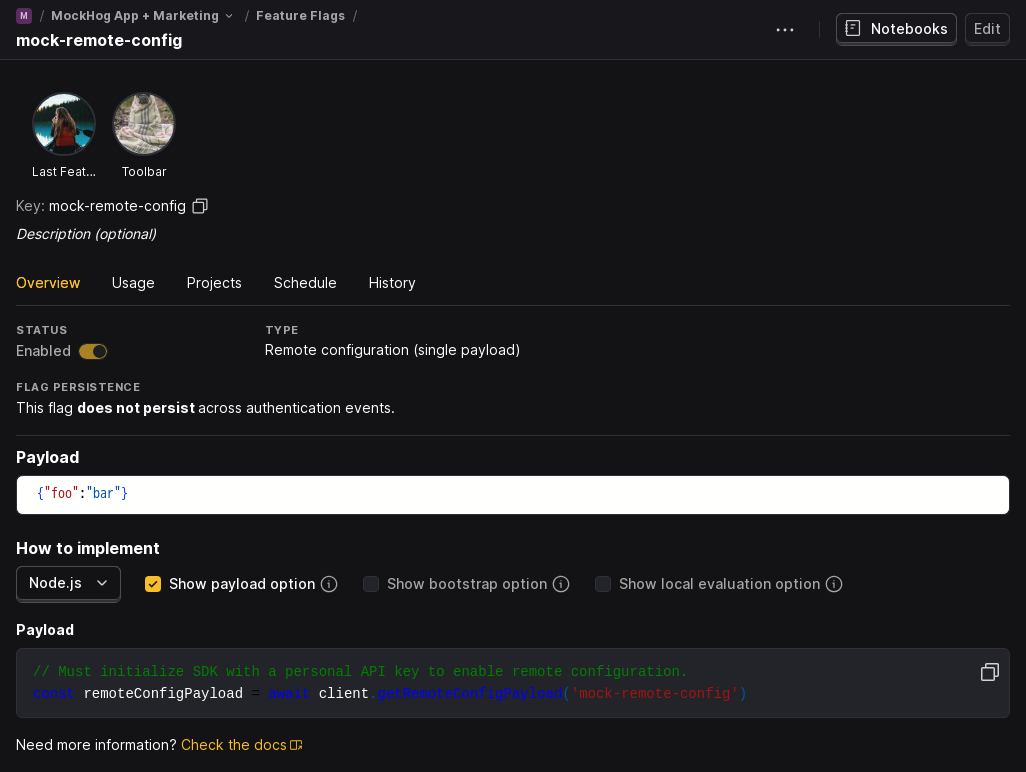 M / MockHog App + Marketing / Feature Flags /
mock-remote-config
Notebooks
Edit
Last Feat...
Toolbar
Key: mock-remote-config
Description (optional)
Overview Usage Projects Schedule History
STATUS
Enabled
TYPE
Remote configuration (single payload)
FLAG PERSISTENCE
This flag does not persist across authentication events.
Payload
{"foo":"bar"}
How to implement
Node.js
Show payload option
Show bootstrap option
Show local evaluation option
Payload
// Must initialize SDK with a personal API key to enable remote configuration.
const remoteConfigPayload = await client.getRemoteConfigPayload('mock-remote-config')
Need more information? Check the docs